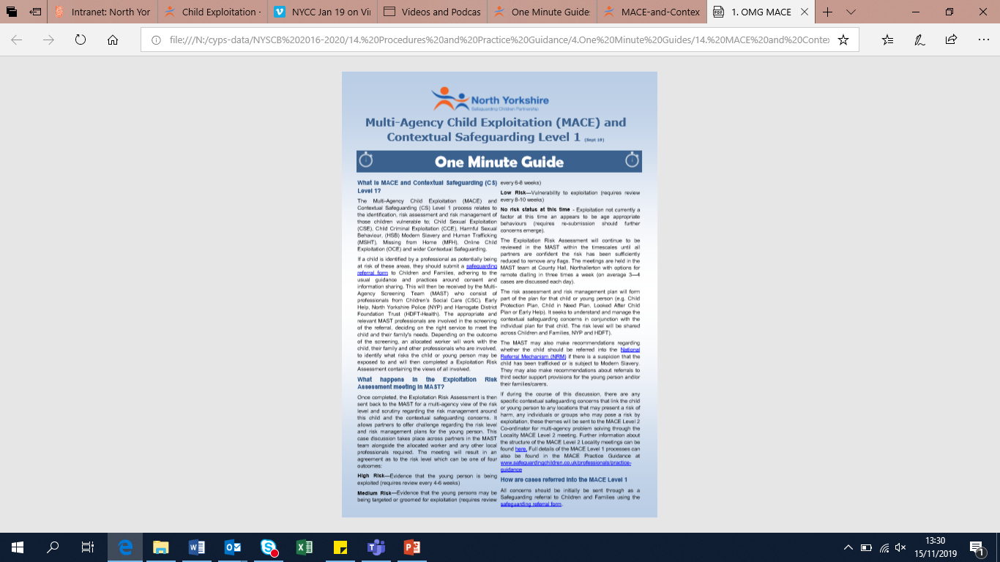 Intranet: North Yor
Child Exploitation -
NYCC Jan 19 on Vi
Videos and Podcas
One Minute Guide
MACE-and-Contex
PDF
1. OMG MACE
file:///N:/cyps-data/NYSCB%202016-2020/14.%20Procedures%20and%20Practice%20Guidance/4.One%20Minute%20Guides/14.%20MACE%20and%20Contex
North Yorkshire
Safeguarding Children Partnership
Multi-Agency Child Exploitation (MACE) and
Contextual Safeguarding Level 1 (Sept 19)
One Minute Guide
What is MACE and Contextual Safeguarding (CS)
Level 1?
The Multi-Agency Child Exploitation (MACE) and
Contextual Safeguarding (CS) Level 1 process relates to
the identification, risk assessment and risk management of
those children vulnerable to; Child Sexual Exploitation
(CSE), Child Criminal Exploitation (CCE), Harmful Sexual
Behaviour, (HSB) Modern Slavery and Human Trafficking
(MSHT), Missing from Home (MFH), Online Child
Exploitation (OCE) and wider Contextual Safeguarding.
If a child is identified by a professional as potentially being
at risk of these areas, they should submit a safeguarding
referral form to Children and Families, adhering to the
usual guidance and practices around consent and
information sharing. This will then be received by the Multi-
Agency Screening Team (MAST) who consist of
professionals from Children's Social Care (CSC), Early
Help, North Yorkshire Police (NYP) and Harrogate District
Foundation Trust (HDFT-Health). The appropriate and
relevant MAST professionals are involved in the screening
of the referral, deciding on the right service to meet the
child and their family's needs. Depending on the outcome
of the screening, an allocated worker will work with the
child, their family and other professionals who are involved,
to identify what risks the child or young person may be
exposed to and will then completed a Exploitation Risk
Assessment containing the views of all involved.
What happens in the Exploitation Risk
Assessment meeting in MAST?
Once completed, the Exploitation Risk Assessment is then
sent back to the MAST for a multi-agency view of the risk
level and scrutiny regarding the risk management around
this child and the contextual safeguarding concerns. It
allows partners to offer challenge regarding the risk level
and risk management plans for the young person. This
case discussion takes place across partners in the MAST
team alongside the allocated worker and any other local
professionals required. The meeting will result in an
agreement as to the risk level which can be one of four
outcomes:
High Risk—Evidence that the young person is being
exploited (requires review every 4-6 weeks)
Medium Risk—Evidence that the young persons may be
being targeted or groomed for exploitation (requires review
every 6-8 weeks)
Low Risk—Vulnerability to exploitation (requires review
every 8-10 weeks)
No risk status at this time - Exploitation not currently a
factor at this time an appears to be age appropriate
behaviours (requires re-submission should further
concerns emerge).
The Exploitation Risk Assessment will continue to be
reviewed in the MAST within the timescales until all
partners are confident the risk has been sufficiently
reduced to remove any flags. The meetings are held in the
MAST team at County Hall, Northallerton with options for
remote dialling in three times a week (on average 3—4
cases are discussed each day).
The risk assessment and risk management plan will form
part of the plan for that child or young person (e.g. Child
Protection Plan, Child in Need Plan, Looked After Child
Plan or Early Help). It seeks to understand and manage the
contextual safeguarding concerns in conjunction with the
individual plan for that child. The risk level will be shared
across Children and Families, NYP and HDFT).
The MAST may also make recommendations regarding
whether the child should be referred into the National
Referral Mechanism (NRM) if there is a suspicion that the
child has been trafficked or is subject to Modern Slavery.
They may also make recommendations about referrals to
third sector support provisions for the young person and/or
their families/carers.
If during the course of this discussion, there are any
specific contextual safeguarding concerns that link the child
or young person to any locations that may present a risk of
harm, any individuals or groups who may pose a risk by
exploitation, these themes will be sent to the MACE Level 2
Co-ordinator for multi-agency problem solving through the
Locality MACE Level 2 meeting. Further information about
the structure of the MACE Level 2 Locality meetings can be
found here. Full details of the MACE Level 1 processes can
also be found in the MACE Practice Guidance at
www.safeguardingchildren.co.uk/professionals/practice-
guidance
How are cases referred into the MACE Level 1
All concerns should be initially be sent through as a
Safeguarding referral to Children and Families using the
safeguarding referral form.
13:30
15/11/2019
1